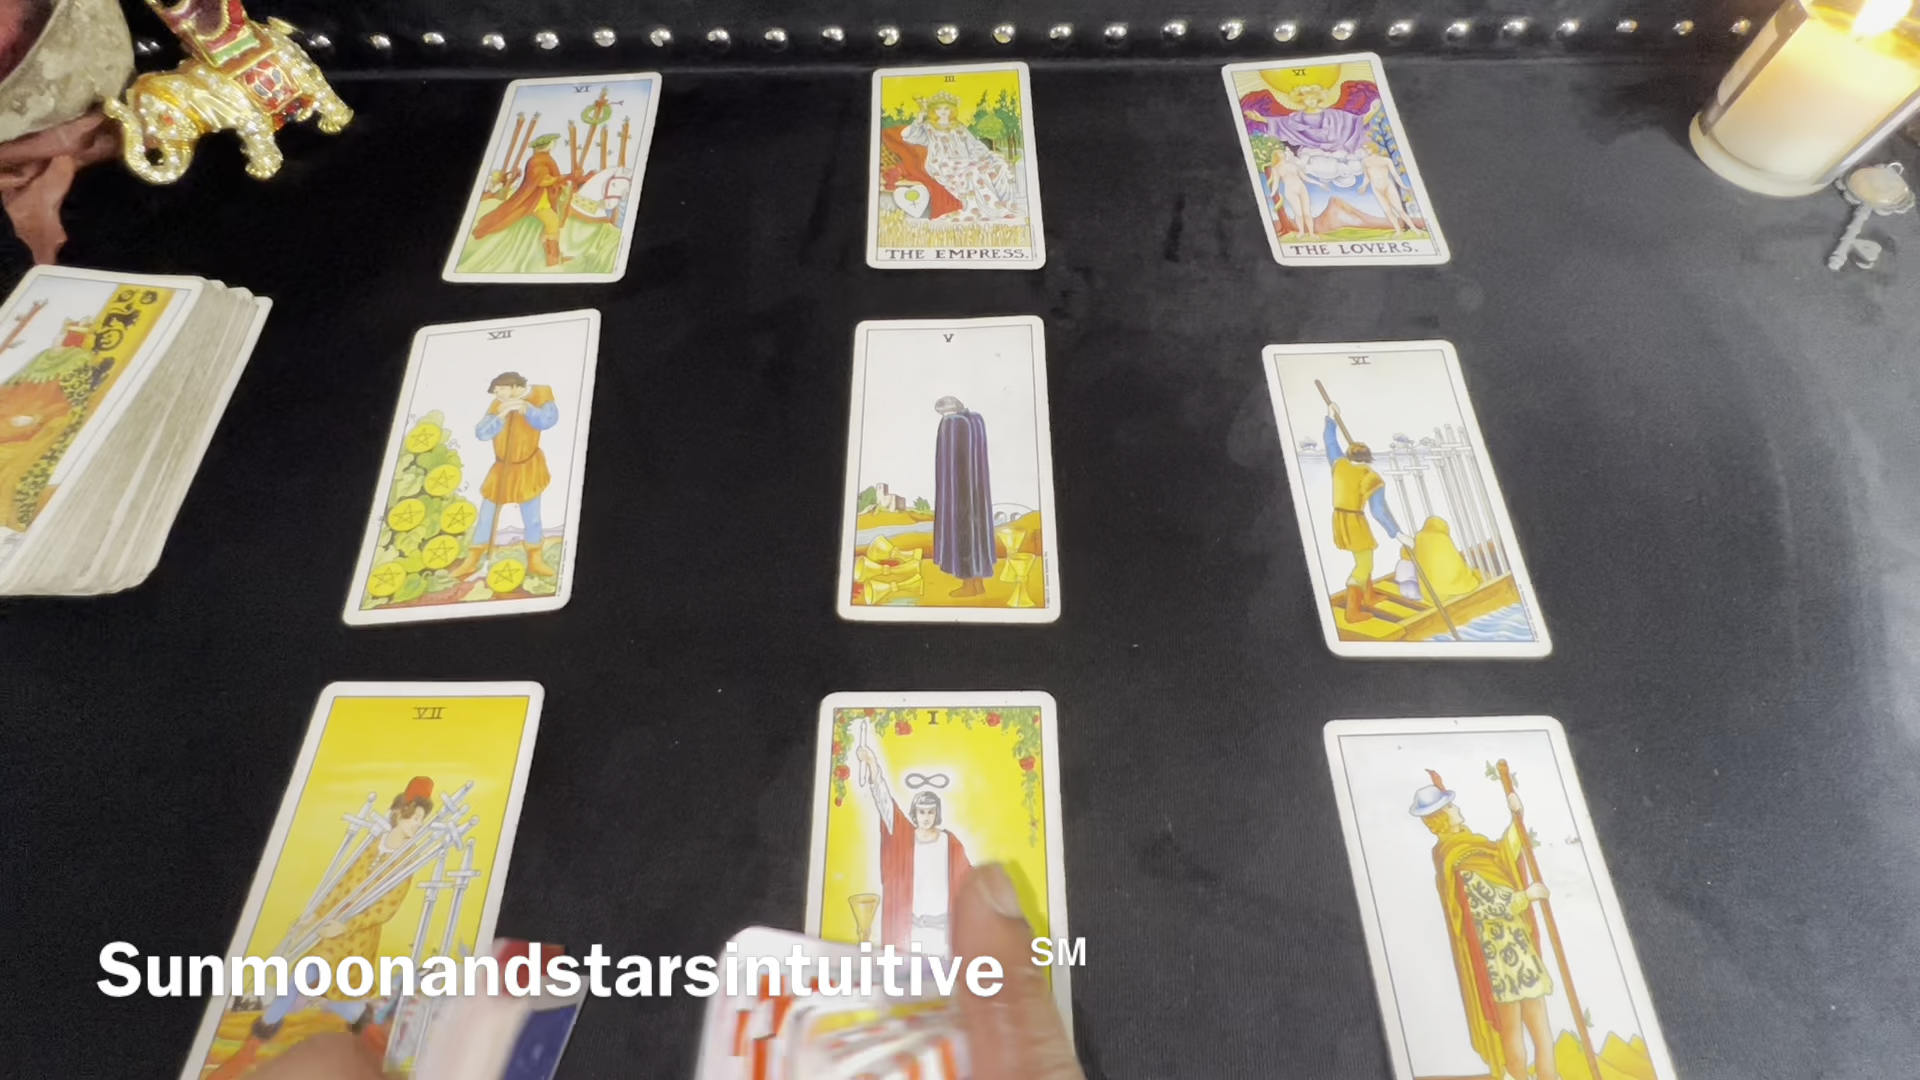 VI
III
THE EMPRESS.
VI
THE LOVERS.
VII
V
VI
VII
I
Sunmoonandstarsintuitive SM